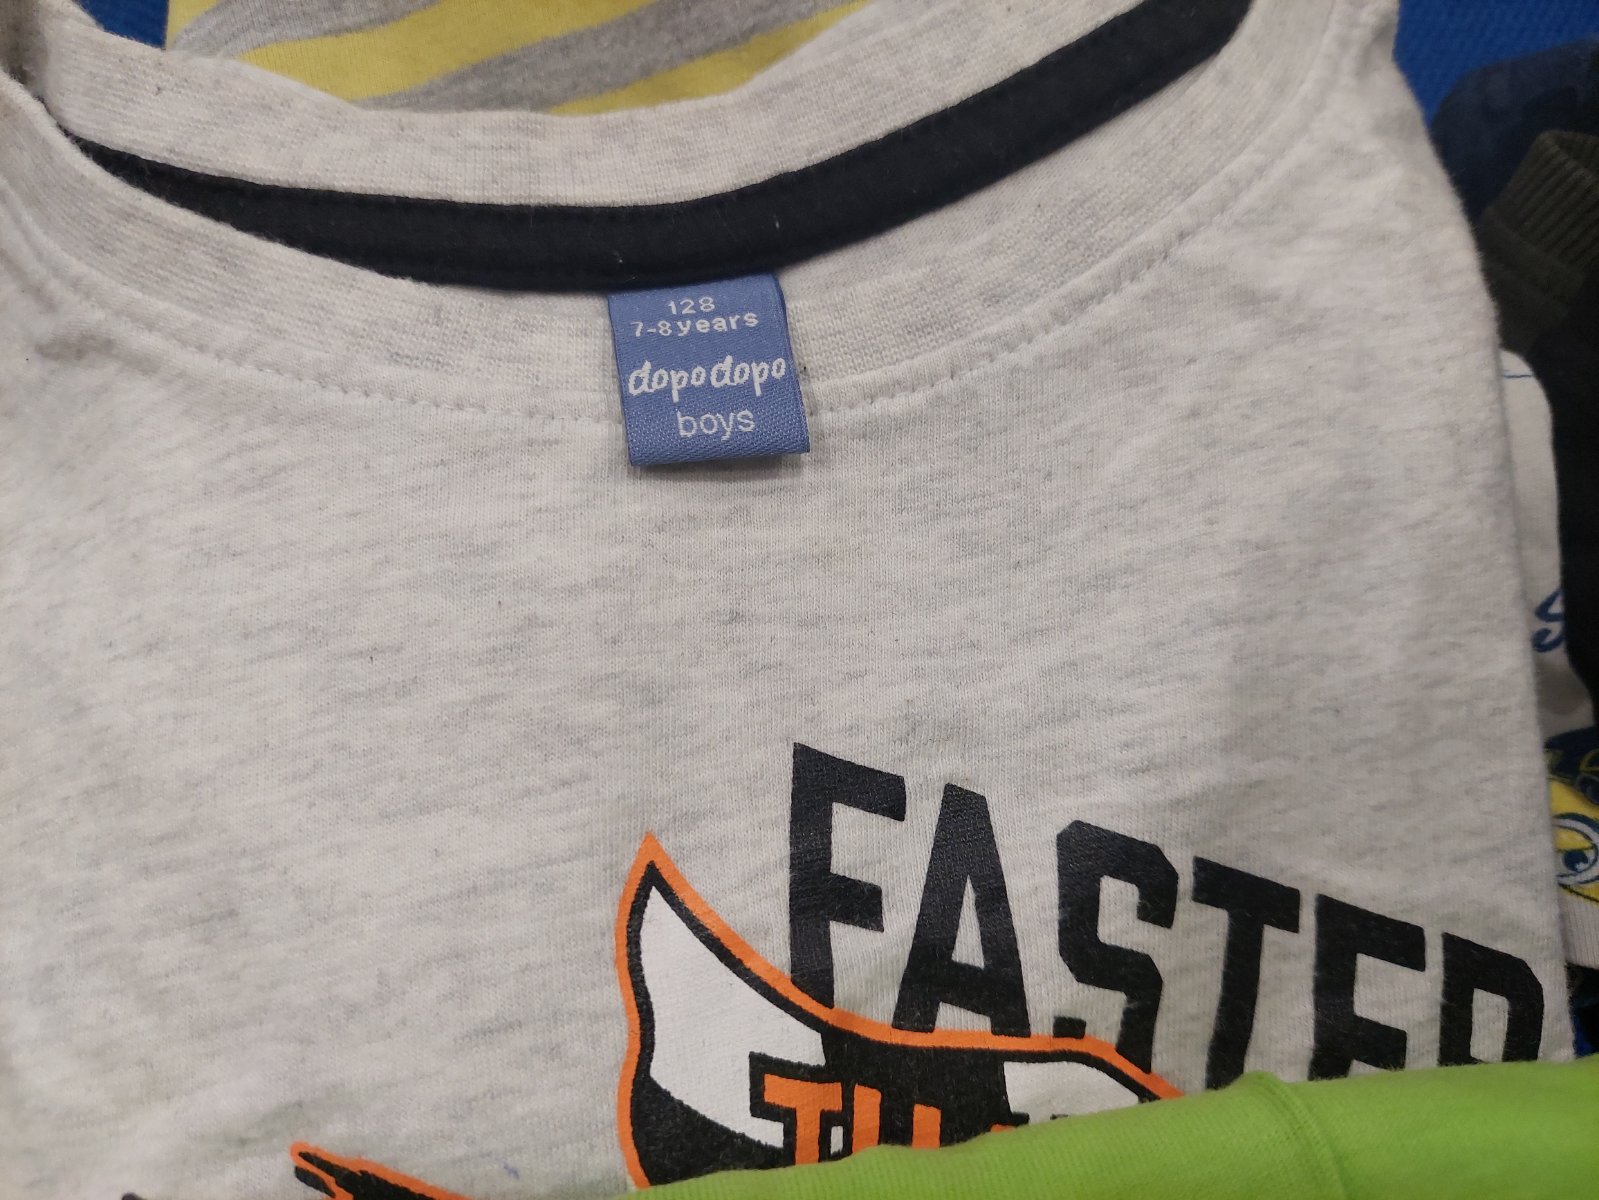 128
7-8 years
dopodopo
boys
FASTER